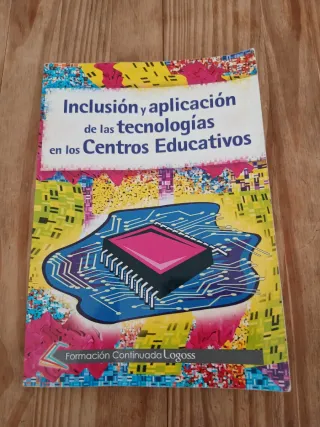 Inclusión y aplicación
de las tecnologías
en los Centros Educativos
Formación Continuada Logoss